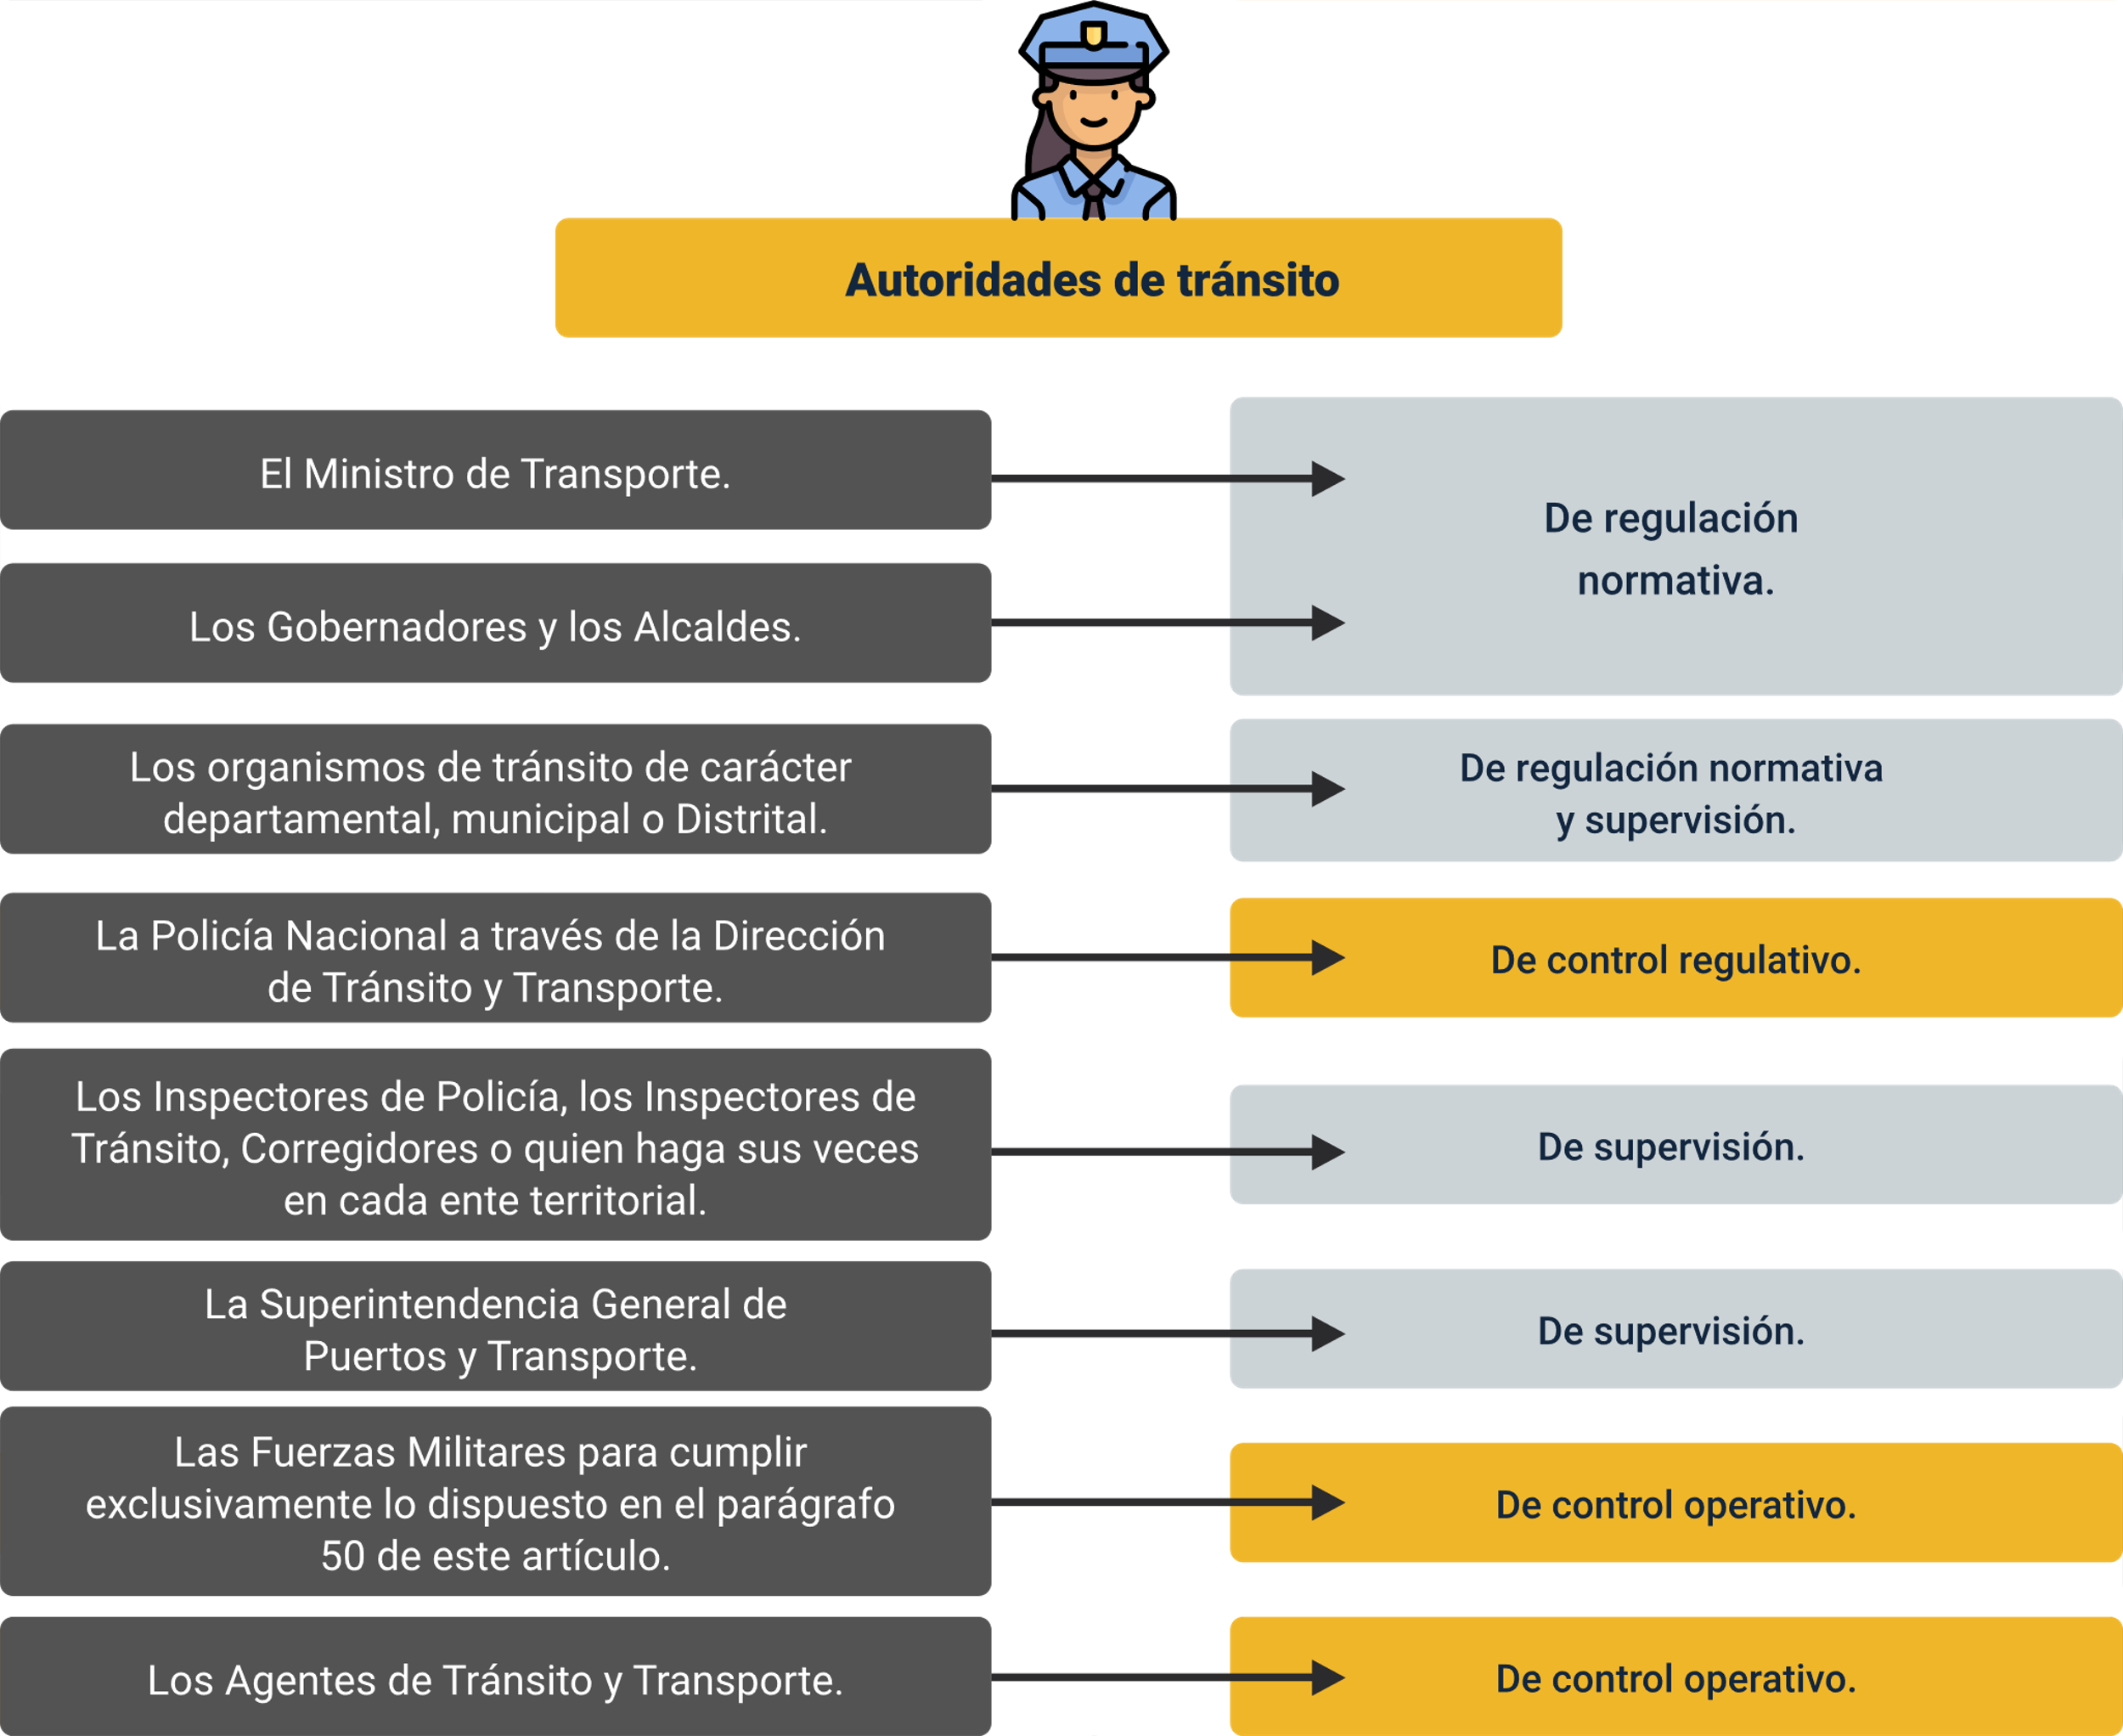 Autoridades de tránsito
El Ministro de Transporte.
Los Gobernadores y los Alcaldes.
De regulación
normativa.
Los organismos de tránsito de carácter
departamental, municipal o Distrital.
De regulación normativa
y supervisión.
La Policía Nacional a través de la Dirección
de Tránsito y Transporte.
De control regulativo.
Los Inspectores de Policía, los Inspectores de
Tránsito, Corregidores o quien haga sus veces
en cada ente territorial.
De supervisión.
La Superintendencia General de
Puertos y Transporte.
De supervisión.
Las Fuerzas Militares para cumplir
exclusivamente lo dispuesto en el parágrafo
50 de este artículo.
De control operativo.
Los Agentes de Tránsito y Transporte.
De control operativo.